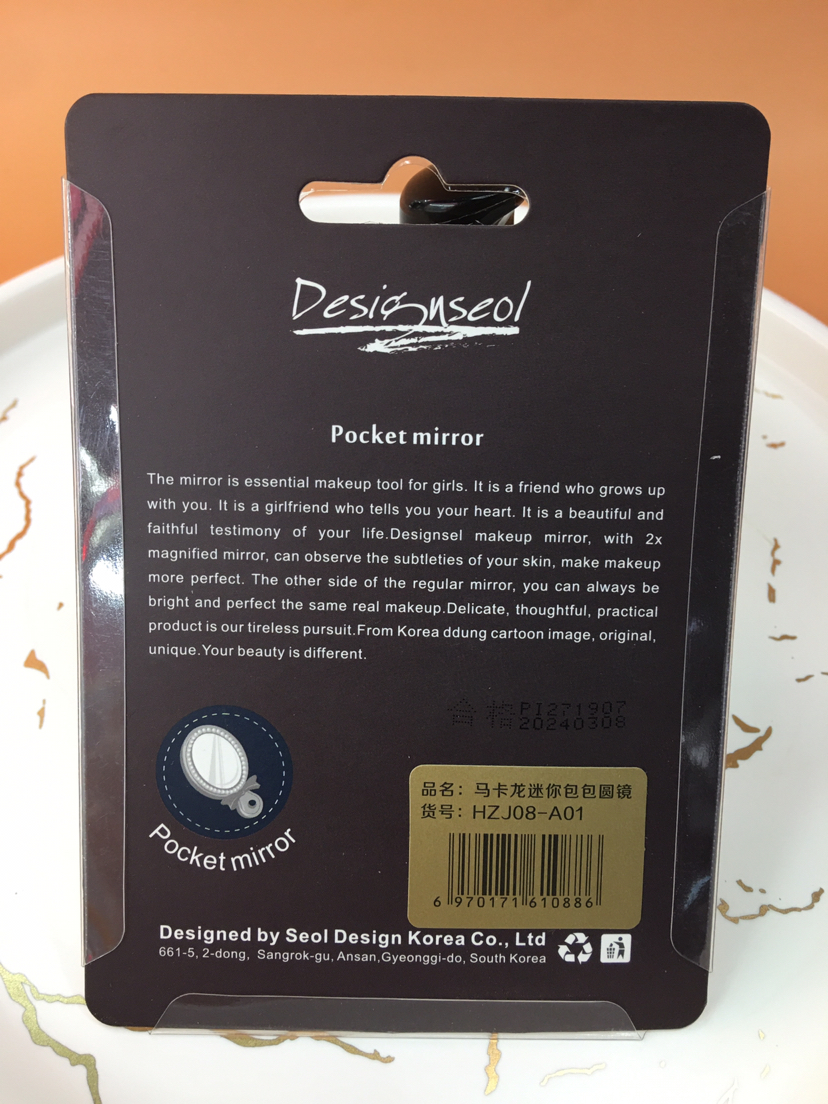 Designseol
Pocket mirror
The mirror is essential makeup tool for girls. It is a friend who grows up
with you. It is a girlfriend who tells you your heart. It is a beautiful and
faithful testimony of your life.Designsel makeup mirror, with 2x
magnified mirror, can observe the subtleties of your skin, make makeup
more perfect. The other side of the regular mirror, you can always be
bright and perfect the same real makeup.Delicate, thoughtful, practical
product is our tireless pursuit.From Korea ddung cartoon image, original,
unique.Your beauty is different.
合格 PI271907
20240308
Pocket mirror
品名：马卡龙迷你包包圆镜
货号：HZJ08-A01
6 970171 610886
Designed by Seol Design Korea Co., Ltd
661-5, 2-dong, Sangrok-gu, Ansan,Gyeonggi-do, South Korea